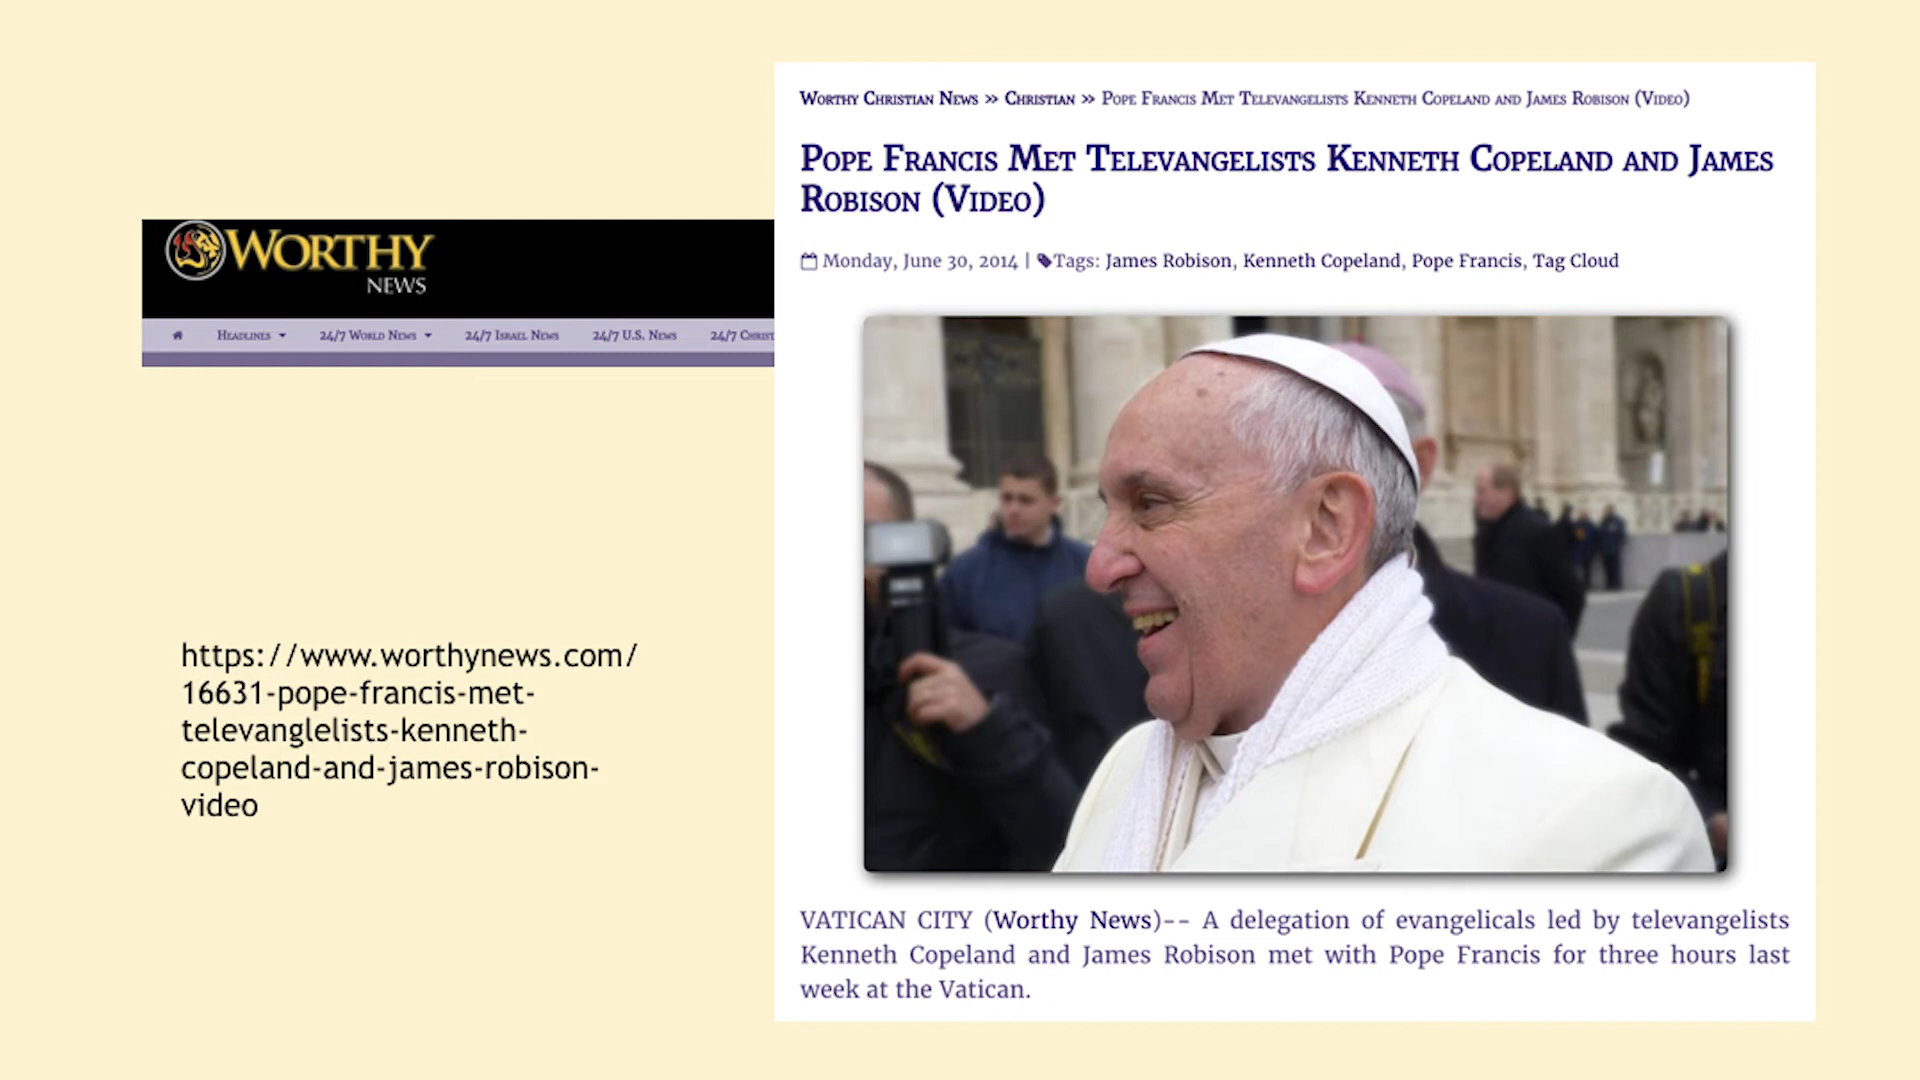 WORTHY
NEWS
Headlines
24/7 World News
24/7 Israel News
24/7 U.S. News
24/7 Christ
https://www.worthynews.com/
16631-pope-francis-met-
televanglelists-kenneth-
copeland-and-james-robison-
video
Worthy Christian News » Christian » Pope Francis Met Televangelists Kenneth Copeland and James Robison (Video)
Pope Francis Met Televangelists Kenneth Copeland and James
Robison (Video)
Monday, June 30, 2014 | Tags: James Robison, Kenneth Copeland, Pope Francis, Tag Cloud
VATICAN CITY (Worthy News)-- A delegation of evangelicals led by televangelists
Kenneth Copeland and James Robison met with Pope Francis for three hours last
week at the Vatican.